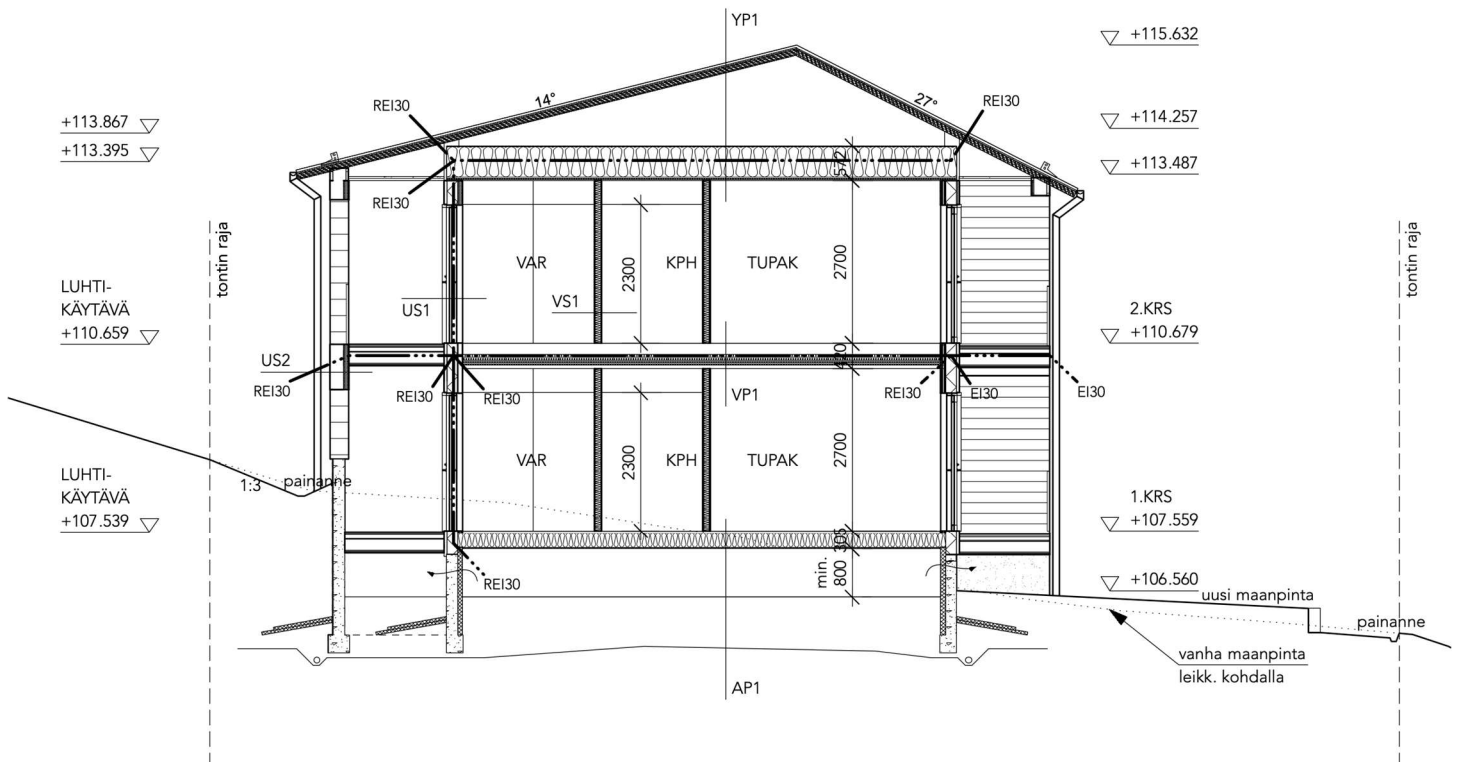 YP1
+115.632
14°
27°
REI30
REI30
+113.867
+114.257
+113.395
+113.487
572
REI30
tontin raja
tontin raja
VAR
KPH
TUPAK
2300
2700
LUHTI-
KÄYTÄVÄ
+110.659
US1
VS1
2.KRS
+110.679
US2
420
REI30
REI30
REI30
VP1
REI30
EI30
EI30
VAR
KPH
TUPAK
2300
2700
LUHTI-
KÄYTÄVÄ
+107.539
1:3
painanne
1.KRS
+107.559
305
REI30
min.
800
+106.560
uusi maanpinta
painanne
vanha maanpinta
leikk. kohdalla
AP1